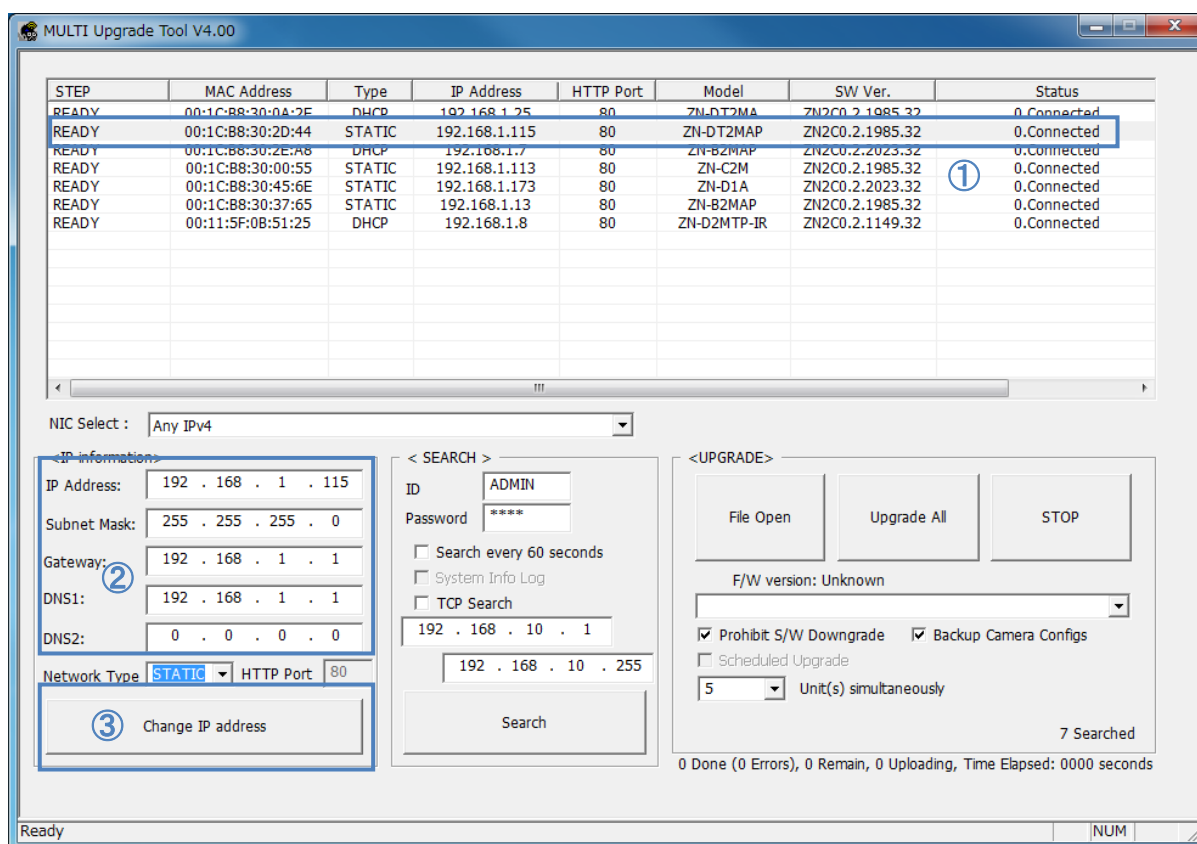 MULTI Upgrade Tool V4.00
STEP MAC Address Type IP Address HTTP Port Model SW Ver. Status
READY 00:1C:B8:30:0A:2E DHCP 192.168.1.25 80 ZN-DT2MA ZN2C0.2.1985.32 0.Connected
READY 00:1C:B8:30:2D:44 STATIC 192.168.1.115 80 ZN-DT2MAP ZN2C0.2.1985.32 0.Connected
READY 00:1C:B8:30:2E:A8 DHCP 192.168.1.7 80 ZN-B2MAP ZN2C0.2.2023.32 0.Connected
READY 00:1C:B8:30:00:55 STATIC 192.168.1.113 80 ZN-C2M ZN2C0.2.1985.32 0.Connected
①
READY 00:1C:B8:30:45:6E STATIC 192.168.1.173 80 ZN-D1A ZN2C0.2.2023.32 0.Connected
READY 00:1C:B8:30:37:65 STATIC 192.168.1.13 80 ZN-B2MAP ZN2C0.2.1985.32 0.Connected
READY 00:11:5F:0B:51:25 DHCP 192.168.1.8 80 ZN-D2MTP-IR ZN2C0.2.1149.32 0.Connected
NIC Select : Any IPv4
<IP information>
IP Address: 192 . 168 . 1 . 115
Subnet Mask: 255 . 255 . 255 . 0
Gateway: 192 . 168 . 1 . 1
②
DNS1: 192 . 168 . 1 . 1
DNS2: 0 . 0 . 0 . 0
Network Type STATIC HTTP Port 80
③ Change IP address
< SEARCH >
ID ADMIN
Password ****
Search every 60 seconds
System Info Log
TCP Search
192 . 168 . 10 . 1
192 . 168 . 10 . 255
Search
<UPGRADE>
File Open Upgrade All STOP
F/W version: Unknown
Prohibit S/W Downgrade Backup Camera Configs
Scheduled Upgrade
5 Unit(s) simultaneously
7 Searched
0 Done (0 Errors), 0 Remain, 0 Uploading, Time Elapsed: 0000 seconds
Ready NUM